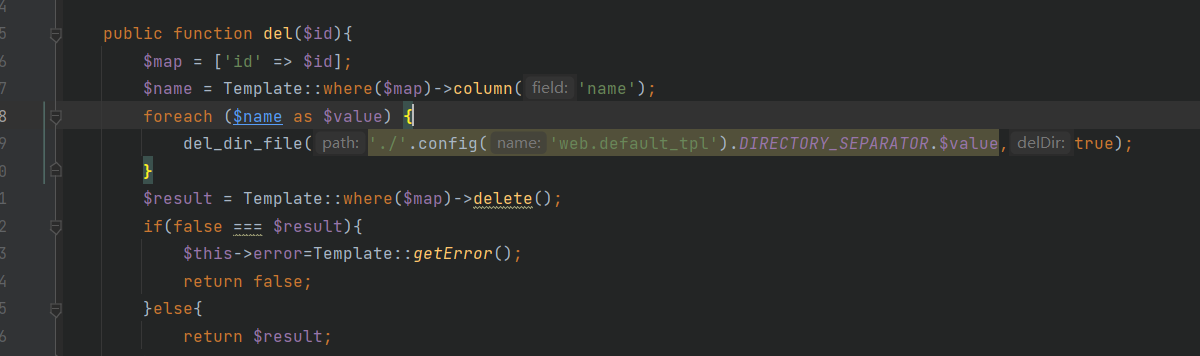 4
5 public function del($id){
6 $map = ['id' => $id];
7 $name = Template::where($map)->column( field: 'name');
8 foreach ($name as $value) {
9 del_dir_file( path: './'.config( name: 'web.default_tpl').DIRECTORY_SEPARATOR.$value, delDir: true);
0 }
1 $result = Template::where($map)->delete();
2 if(false === $result){
3 $this->error=Template::getError();
4 return false;
5 }else{
6 return $result;